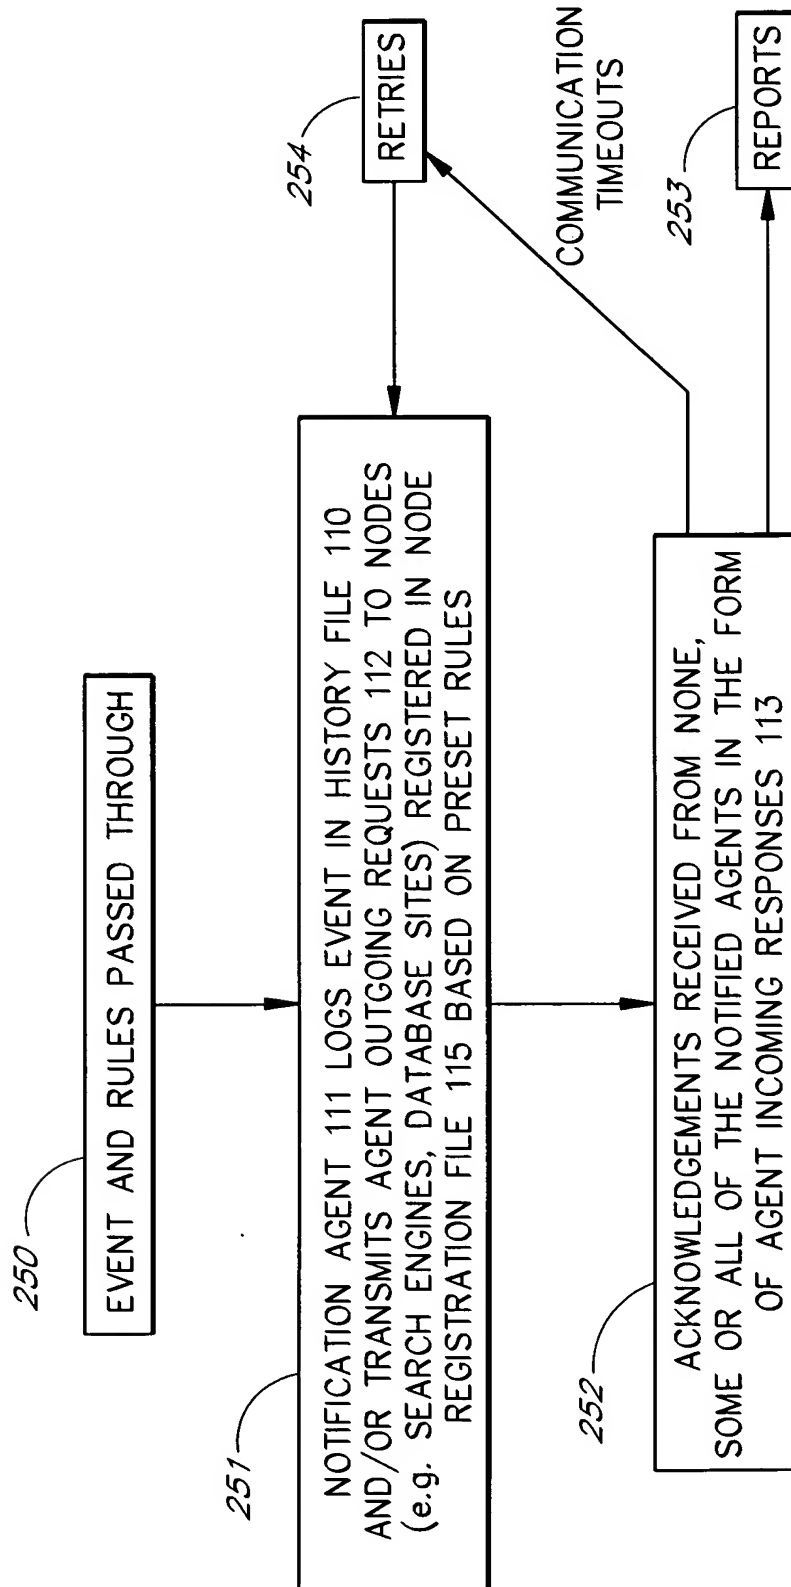 250
EVENT AND RULES PASSED THROUGH
251
NOTIFICATION AGENT 111 LOGS EVENT IN HISTORY FILE 110
AND/OR TRANSMITS AGENT OUTGOING REQUESTS 112 TO NODES
(e.g. SEARCH ENGINES, DATABASE SITES) REGISTERED IN NODE
REGISTRATION FILE 115 BASED ON PRESET RULES
254
RETRIES
252
ACKNOWLEDGEMENTS RECEIVED FROM NONE,
SOME OR ALL OF THE NOTIFIED AGENTS IN THE FORM
OF AGENT INCOMING RESPONSES 113
COMMUNICATION
TIMEOUTS
253
REPORTS